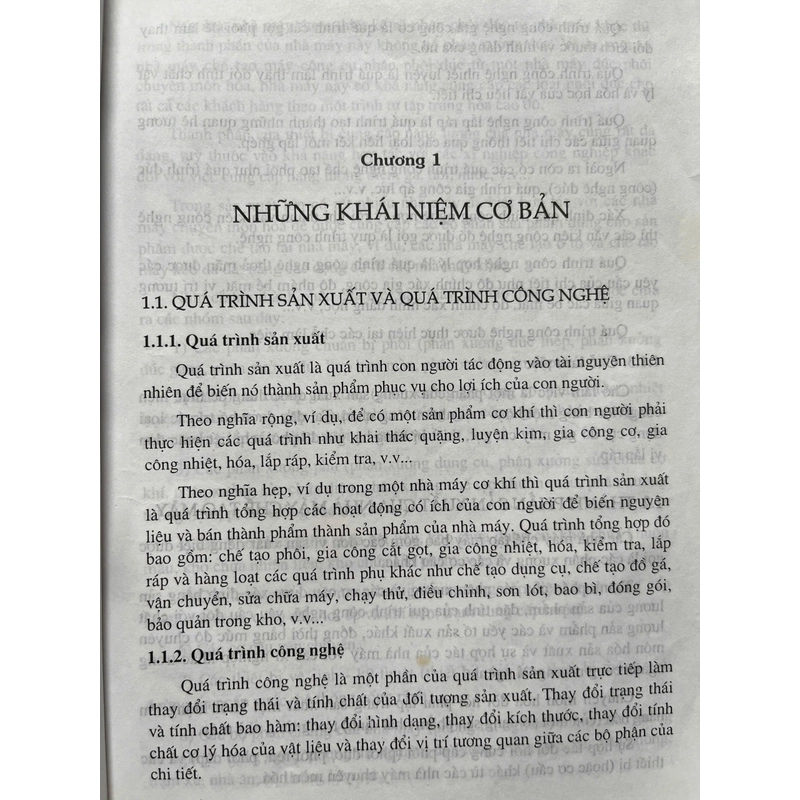 Chương 1
NHỮNG KHÁI NIỆM CƠ BẢN
1.1. QUÁ TRÌNH SẢN XUẤT VÀ QUÁ TRÌNH CÔNG NGHỆ
1.1.1. Quá trình sản xuất
Quá trình sản xuất là quá trình con người tác động vào tài nguyên thiên
nhiên để biến nó thành sản phẩm phục vụ cho lợi ích của con người.
Theo nghĩa rộng, ví dụ, để có một sản phẩm cơ khí thì con người phải
thực hiện các quá trình như khai thác quặng, luyện kim, gia công cơ, gia
công nhiệt, hóa, lắp ráp, kiểm tra, v.v...
Theo nghĩa hẹp, ví dụ trong một nhà máy cơ khí thì quá trình sản xuất
là quá trình tổng hợp các hoạt động có ích của con người để biến nguyên
liệu và bán thành phẩm thành sản phẩm của nhà máy. Quá trình tổng hợp đó
bao gồm: chế tạo phôi, gia công cắt gọt, gia công nhiệt, hóa, kiểm tra, lắp
ráp và hàng loạt các quá trình phụ khác như chế tạo dụng cụ, chế tạo đồ gá,
vận chuyển, sửa chữa máy, chạy thử, điều chỉnh, sơn lót, bao bì, đóng gói,
bảo quản trong kho, v.v...
1.1.2. Quá trình công nghệ
Quá trình công nghệ là một phần của quá trình sản xuất trực tiếp làm
thay đổi trạng thái và tính chất của đối tượng sản xuất. Thay đổi trạng thái
và tính chất bao hàm: thay đổi hình dạng, thay đổi kích thước, thay đổi tính
chất cơ lý hóa của vật liệu và thay đổi vị trí tương quan giữa các bộ phận của
chi tiết.